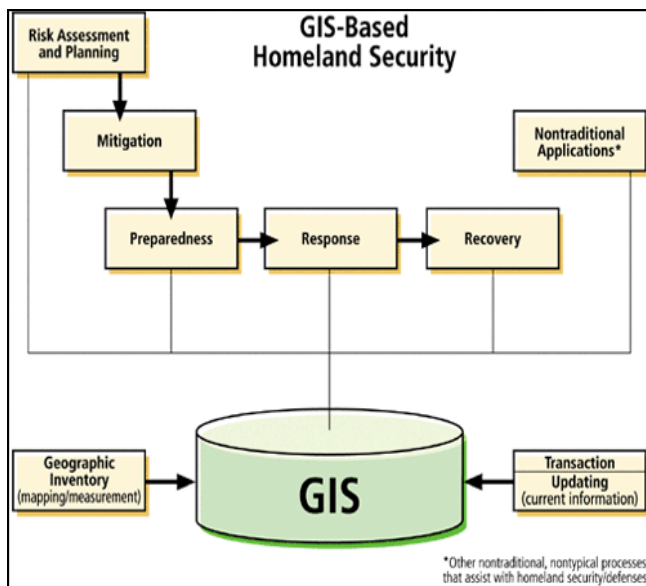 GIS-Based
Homeland Security
Risk Assessment
and Planning
Mitigation
Nontraditional
Applications*
Preparedness
Response
Recovery
Geographic
Inventory
(mapping/measurement)
GIS
Transaction
Updating
(current information)
*Other nontraditional, nontypical processes
that assist with homeland security/defenses